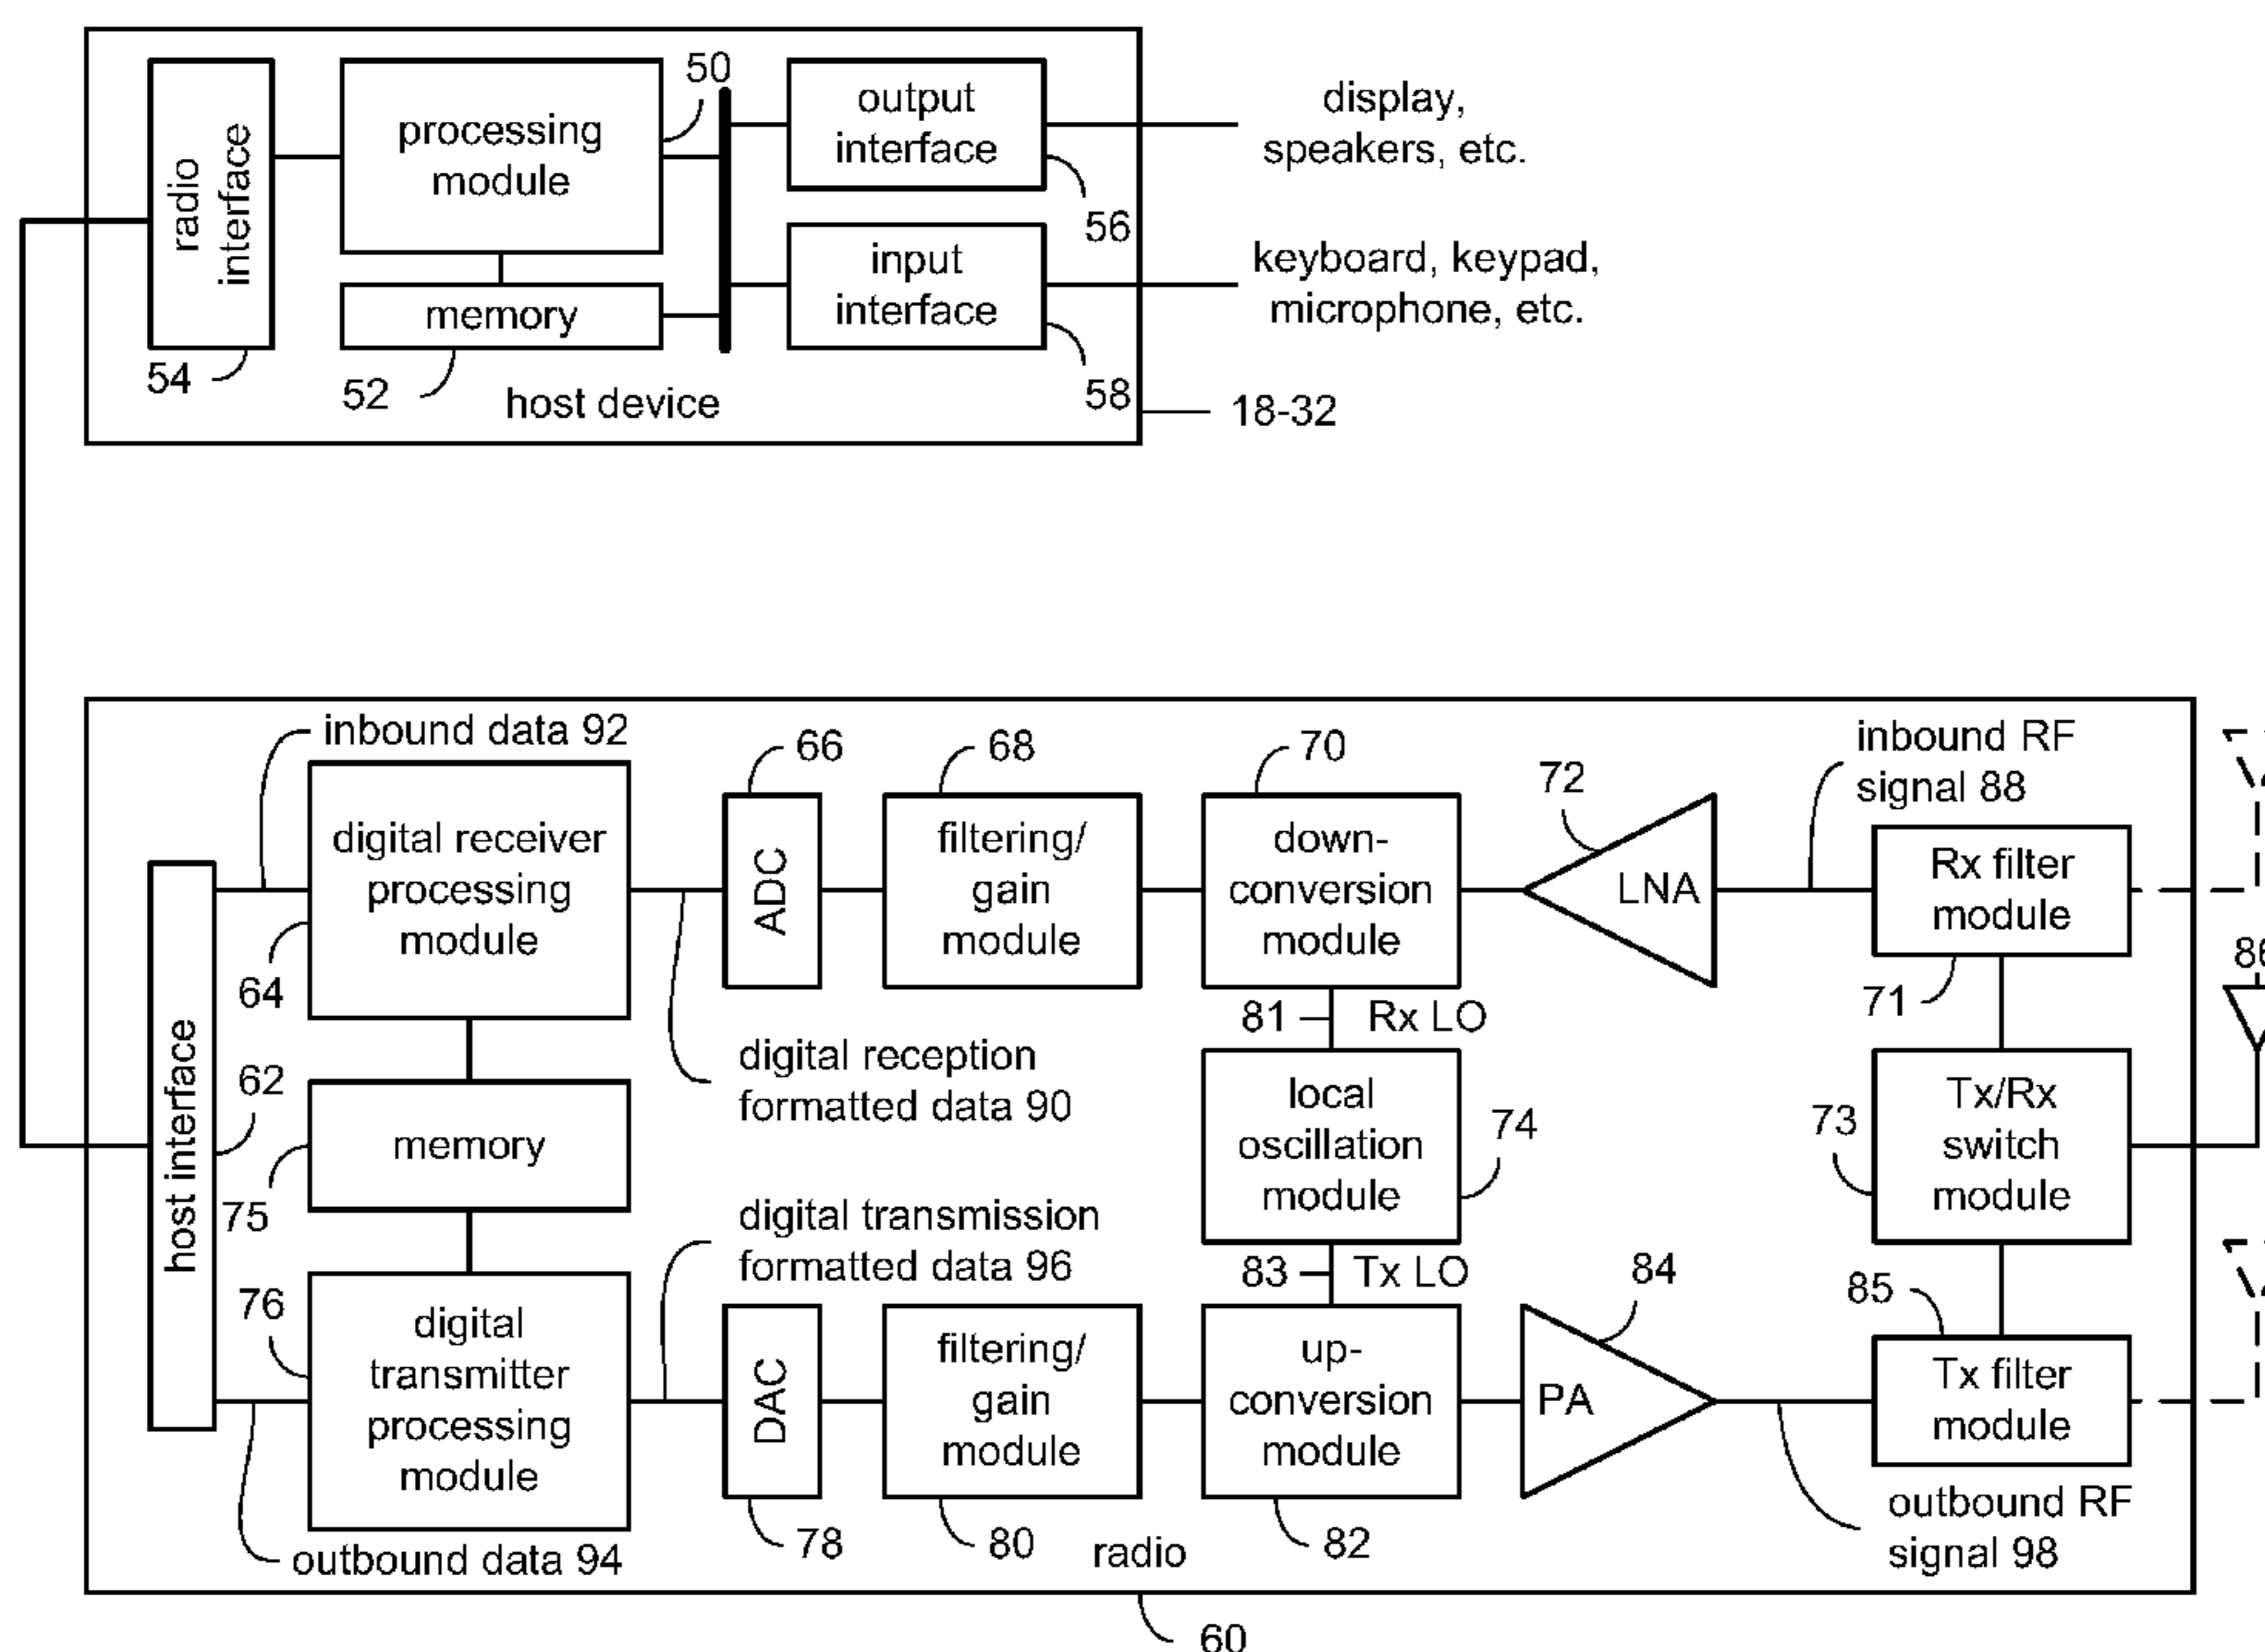 radio
interface
54
processing
module
50
memory
52
host device
output
interface
56
input
interface
58
display,
speakers, etc.
keyboard, keypad,
microphone, etc.
18-32
inbound data 92
digital receiver
processing
module
64
host interface
62
memory
75
76
digital
transmitter
processing
module
outbound data 94
66
ADC
digital reception
formatted data 90
digital transmission
formatted data 96
DAC
78
68
filtering/
gain
module
filtering/
gain
module
80
70
down-
conversion
module
81
Rx LO
local
oscillation
module
74
83
Tx LO
up-
conversion
module
82
72
LNA
84
PA
inbound RF
signal 88
Rx filter
module
71
73
Tx/Rx
switch
module
85
Tx filter
module
outbound RF
signal 98
86
radio
60